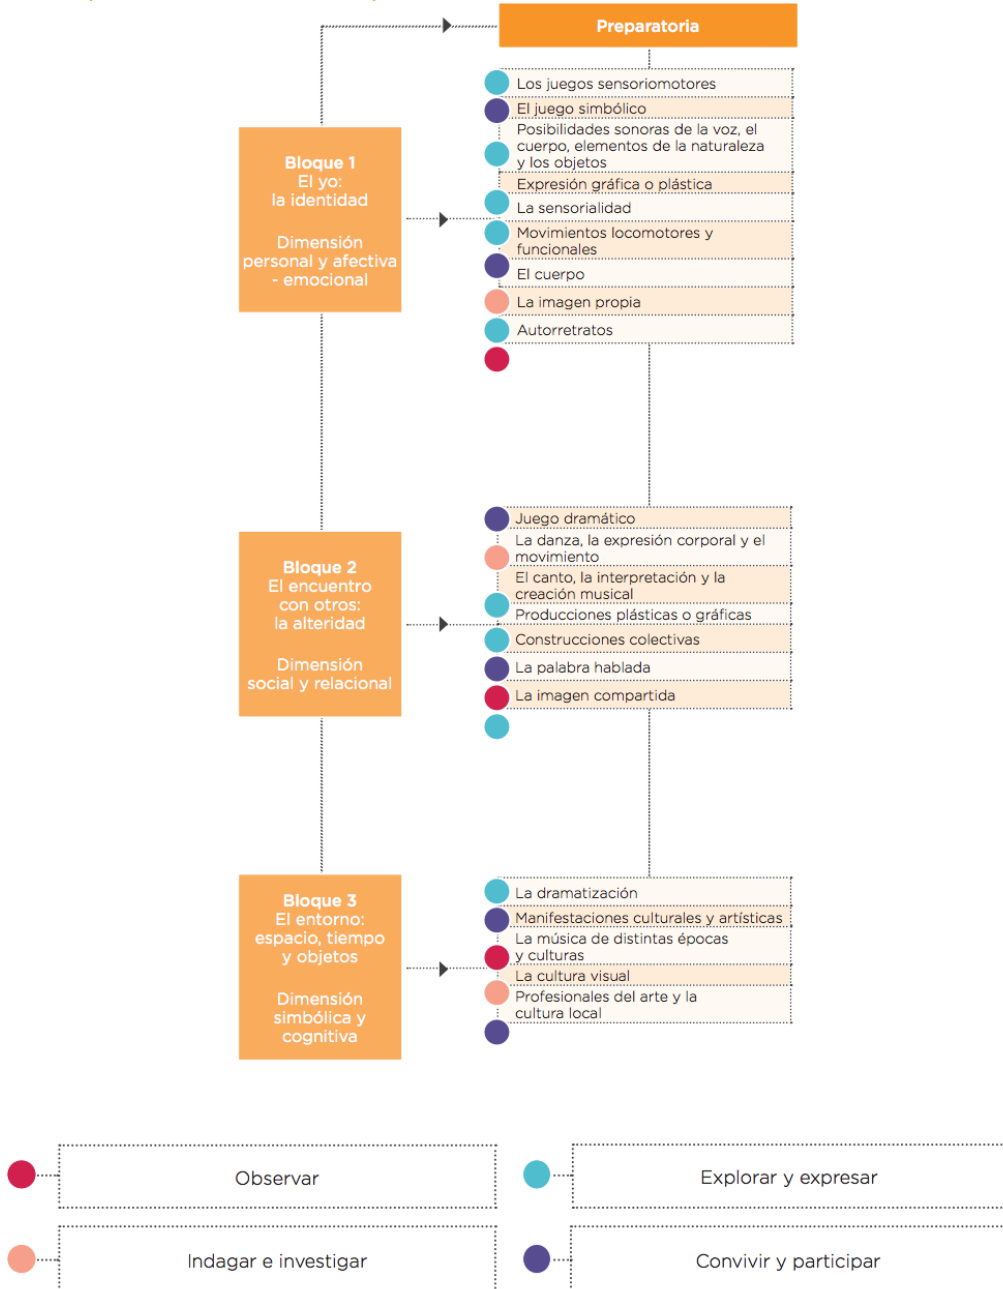 Preparatoria
Bloque 1
El yo:
la identidad
Dimensión
personal y afectiva
- emocional
Los juegos sensoriomotores
El juego simbólico
Posibilidades sonoras de la voz, el
cuerpo, elementos de la naturaleza
y los objetos
Expresión gráfica o plástica
La sensorialidad
Movimientos locomotores y
funcionales
El cuerpo
La imagen propia
Autorretratos
Bloque 2
El encuentro
con otros:
la alteridad
Dimensión
social y relacional
Juego dramático
La danza, la expresión corporal y el
movimiento
El canto, la interpretación y la
creación musical
Producciones plásticas o gráficas
Construcciones colectivas
La palabra hablada
La imagen compartida
Bloque 3
El entorno:
espacio, tiempo
y objetos
Dimensión
simbólica y
cognitiva
La dramatización
Manifestaciones culturales y artísticas
La música de distintas épocas
y culturas
La cultura visual
Profesionales del arte y la
cultura local
Observar
Explorar y expresar
Indagar e investigar
Convivir y participar